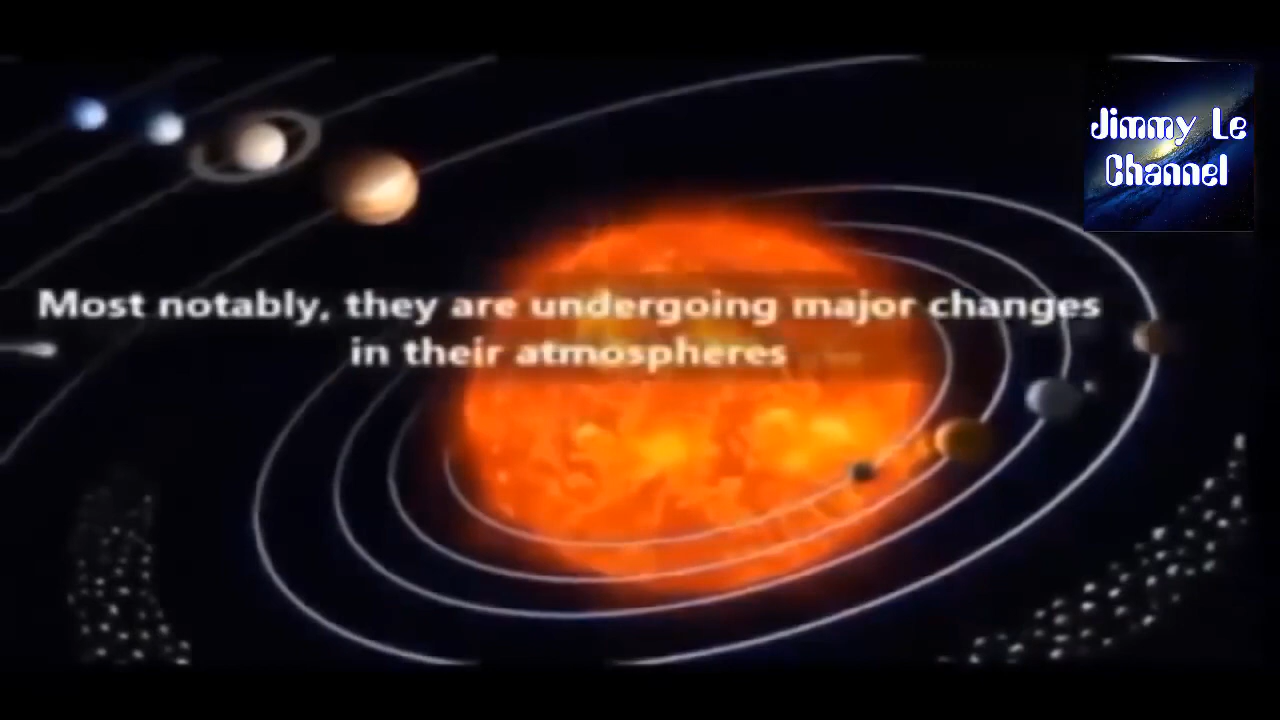 Jimmy Le
Channel
Most notably, they are undergoing major changes
in their atmospheres